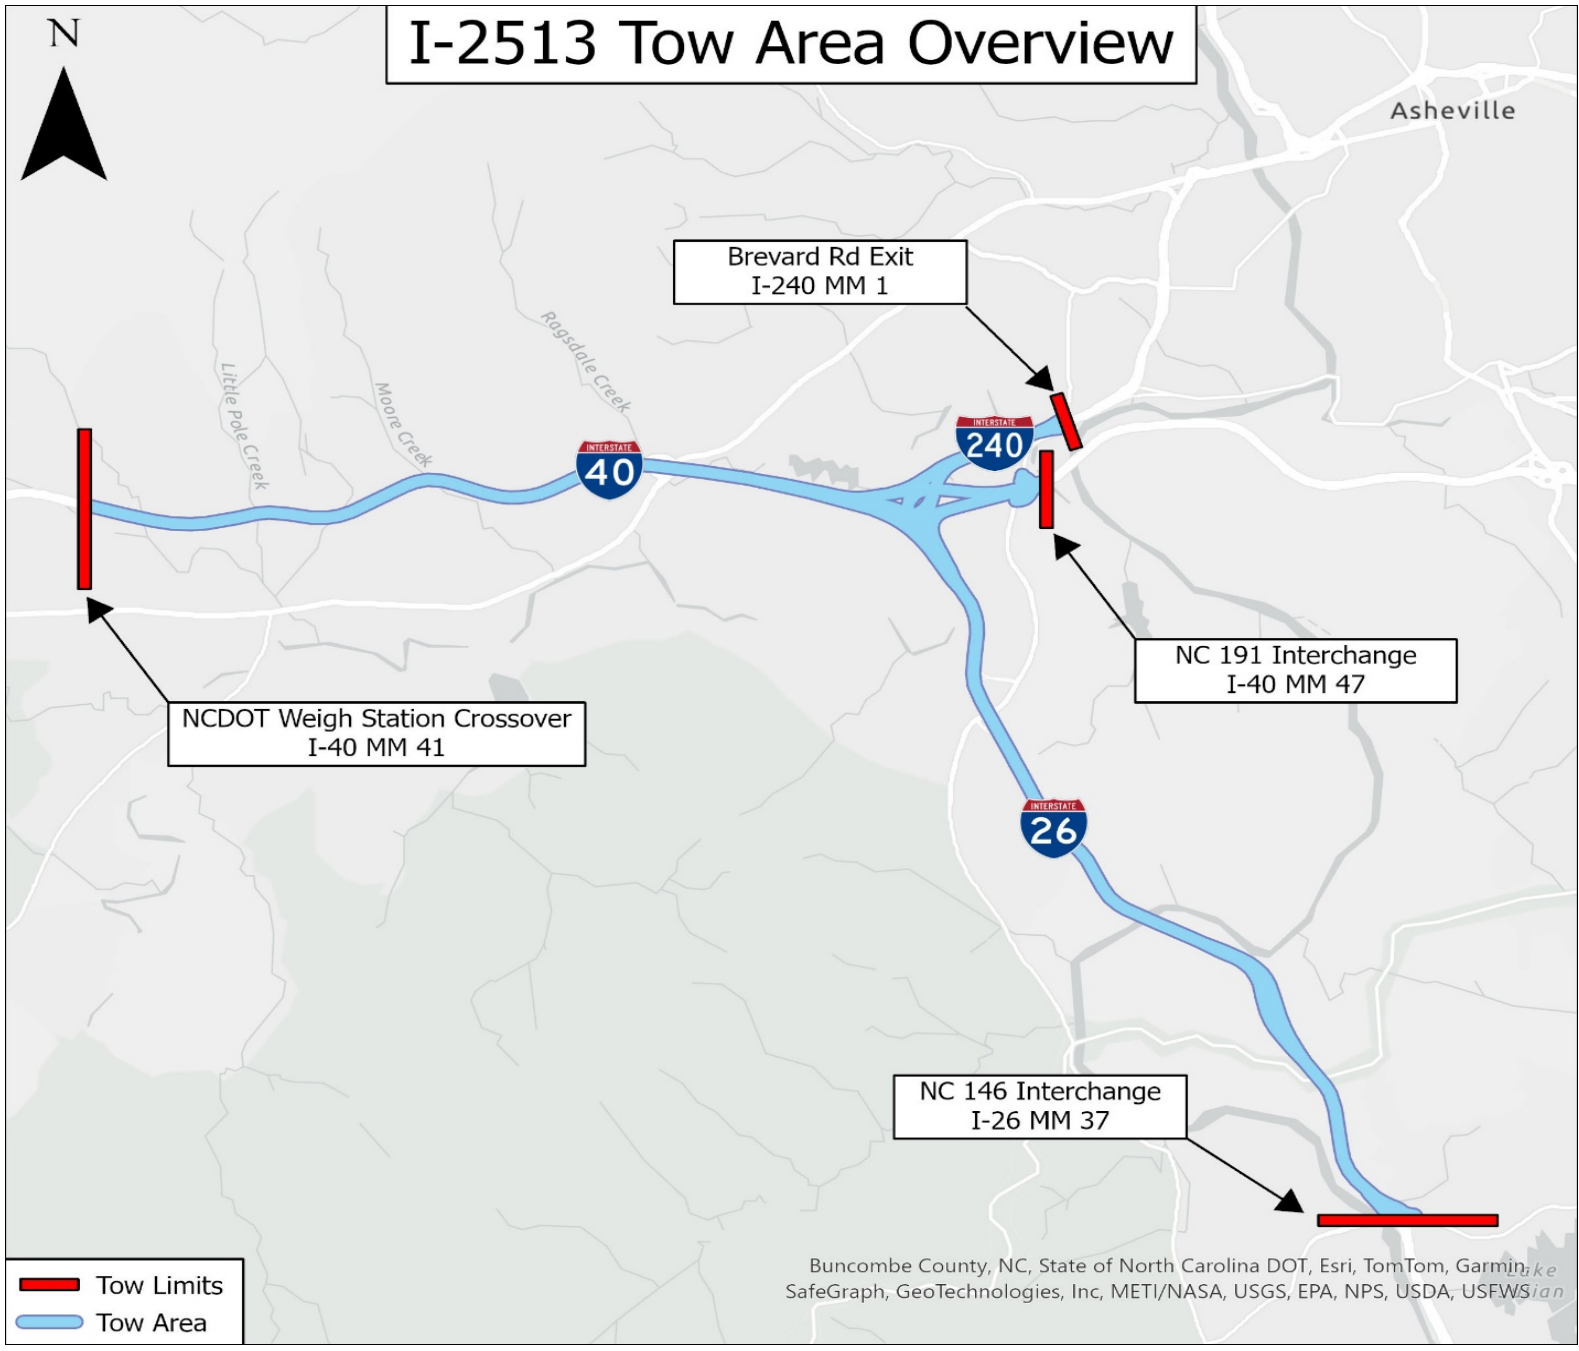 N
I-2513 Tow Area Overview
Asheville
Brevard Rd Exit
I-240 MM 1
Ragsdale Creek
Little Pole Creek
Moore Creek
INTERSTATE
240
INTERSTATE
40
NC 191 Interchange
I-40 MM 47
NCDOT Weigh Station Crossover
I-40 MM 41
INTERSTATE
26
NC 146 Interchange
I-26 MM 37
Buncombe County, NC, State of North Carolina DOT, Esri, TomTom, Garmin,
SafeGraph, GeoTechnologies, Inc, METI/NASA, USGS, EPA, NPS, USDA, USFWS
Tow Limits
Tow Area